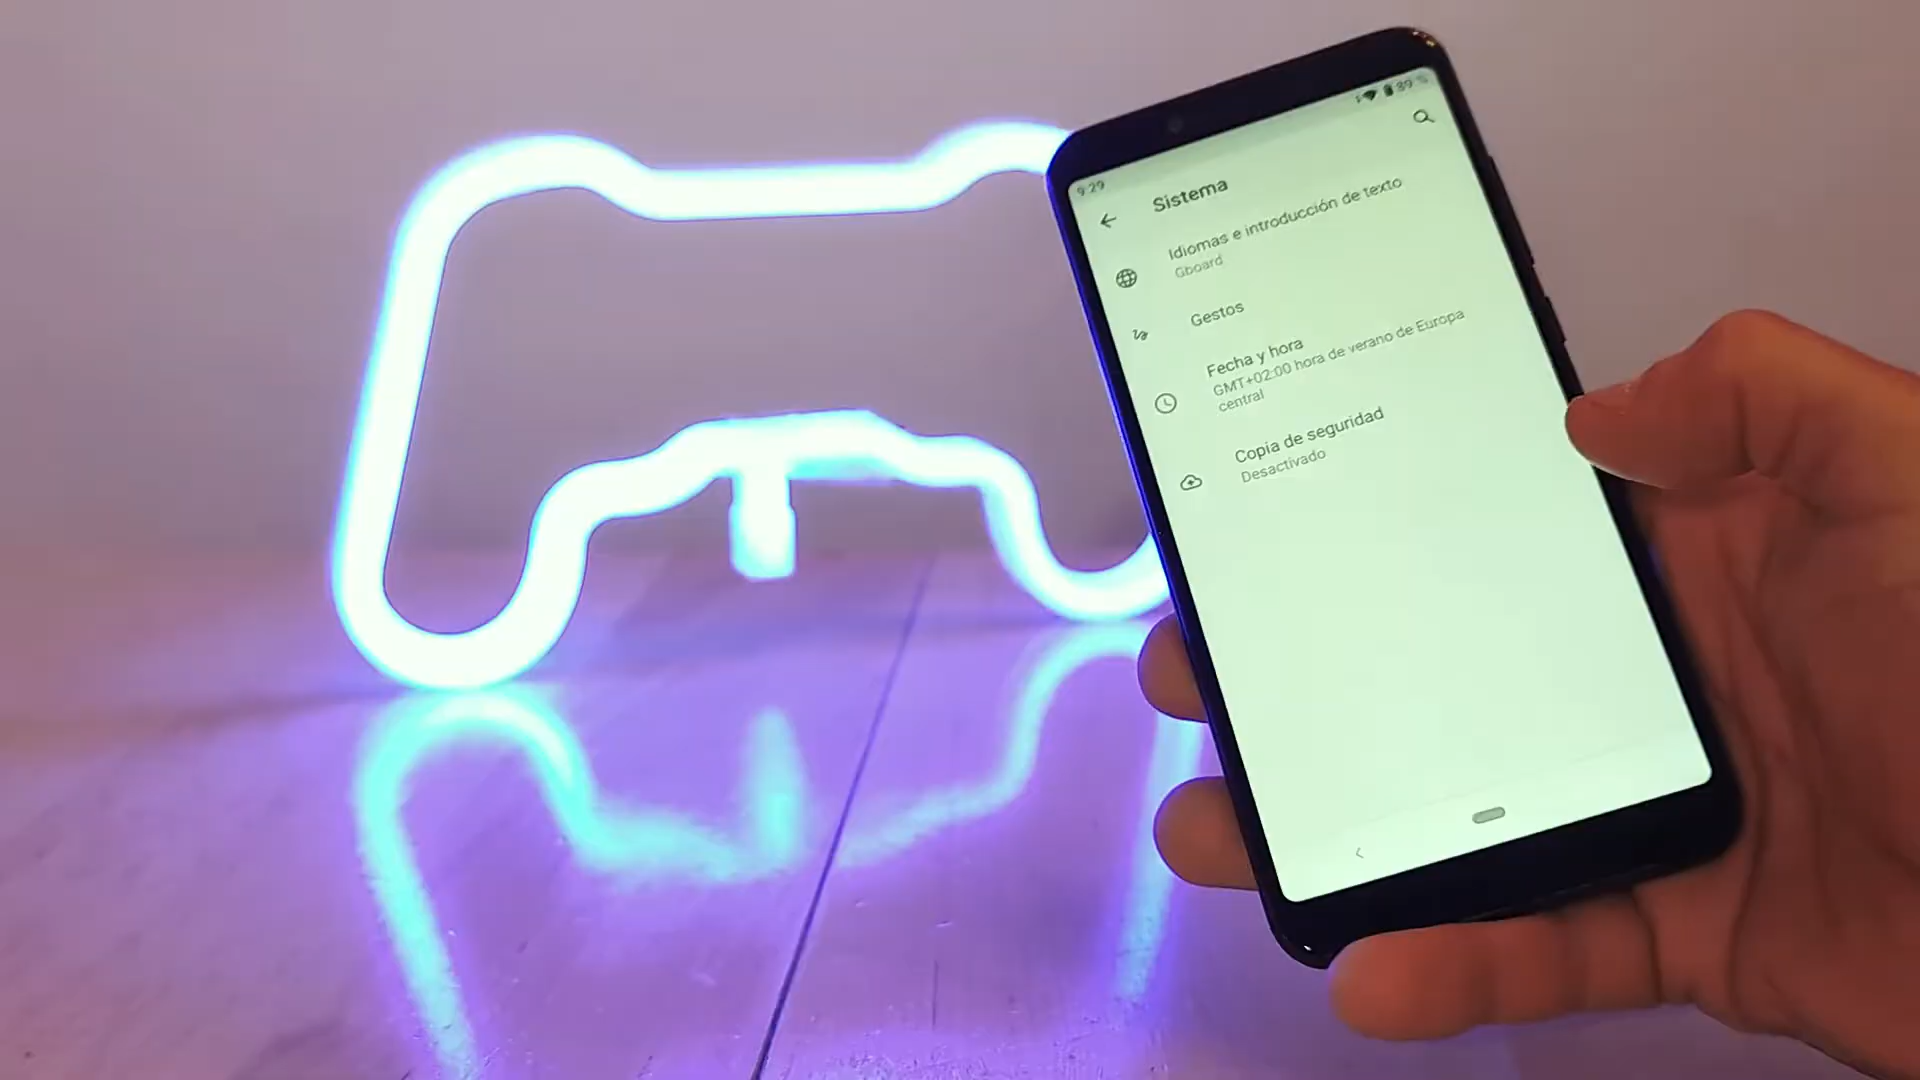 9:29
89 %
Sistema
Idiomas e introducción de texto
Gboard
Gestos
Fecha y hora
GMT+02:00 hora de verano de Europa
central
Copia de seguridad
Desactivado